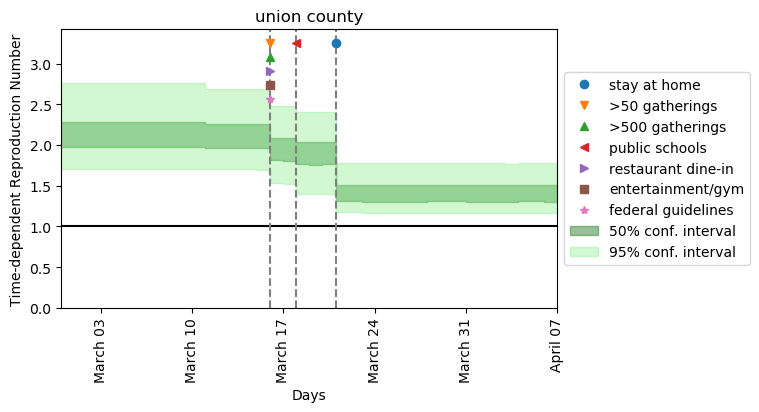 union county
Time-dependent Reproduction Number
3.0
2.5
2.0
1.5
1.0
0.5
0.0
March 03
March 10
March 17
March 24
March 31
April 07
Days
stay at home
>50 gatherings
>500 gatherings
public schools
restaurant dine-in
entertainment/gym
federal guidelines
50% conf. interval
95% conf. interval